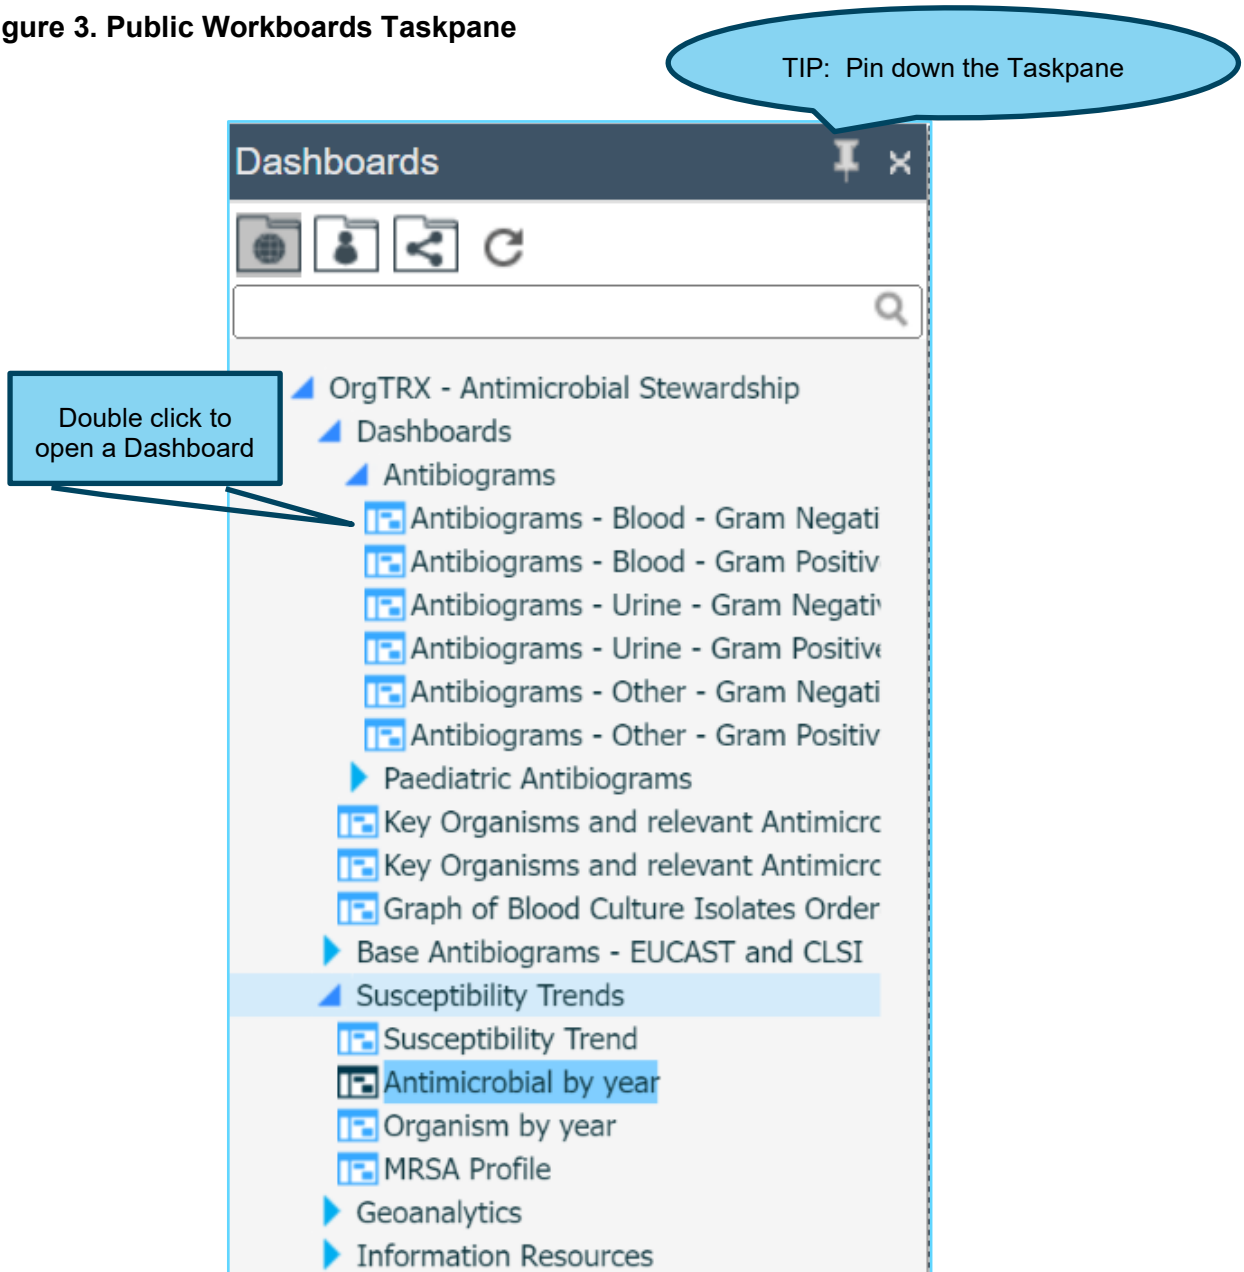 gure 3. Public Workboards Taskpane
TIP: Pin down the Taskpane
Dashboards
OrgTRX - Antimicrobial Stewardship
Double click to
open a Dashboard
Dashboards
Antibiograms
Antibiograms - Blood - Gram Negati
Antibiograms - Blood - Gram Positiv
Antibiograms - Urine - Gram Negativ
Antibiograms - Urine - Gram Positive
Antibiograms - Other - Gram Negati
Antibiograms - Other - Gram Positiv
Paediatric Antibiograms
Key Organisms and relevant Antimicrc
Key Organisms and relevant Antimicrc
Graph of Blood Culture Isolates Order
Base Antibiograms - EUCAST and CLSI
Susceptibility Trends
Susceptibility Trend
Antimicrobial by year
Organism by year
MRSA Profile
Geoanalytics
Information Resources